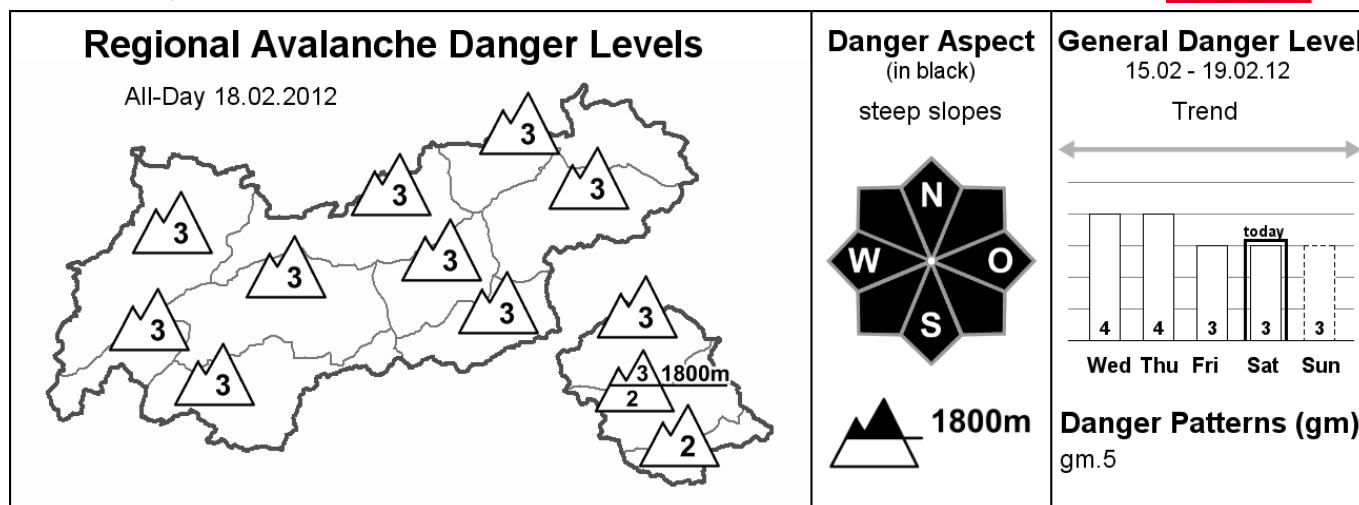 Regional Avalanche Danger Levels
All-Day 18.02.2012
3
3
3
3
3
3
3
3
3
3
3
3 1800m
2
2
Danger Aspect
(in black)
steep slopes
N
W O
S
1800m
General Danger Level
15.02 - 19.02.12
Trend
today
4 4 3 3 3
Wed Thu Fri Sat Sun
Danger Patterns (gm)
gm.5